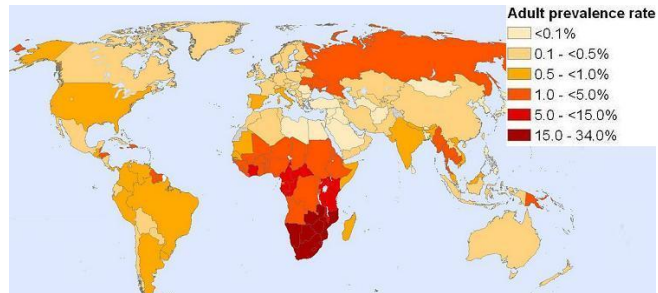 Adult prevalence rate
<0.1%
0.1 - <0.5%
0.5 - <1.0%
1.0 - <5.0%
5.0 - <15.0%
15.0 - 34.0%